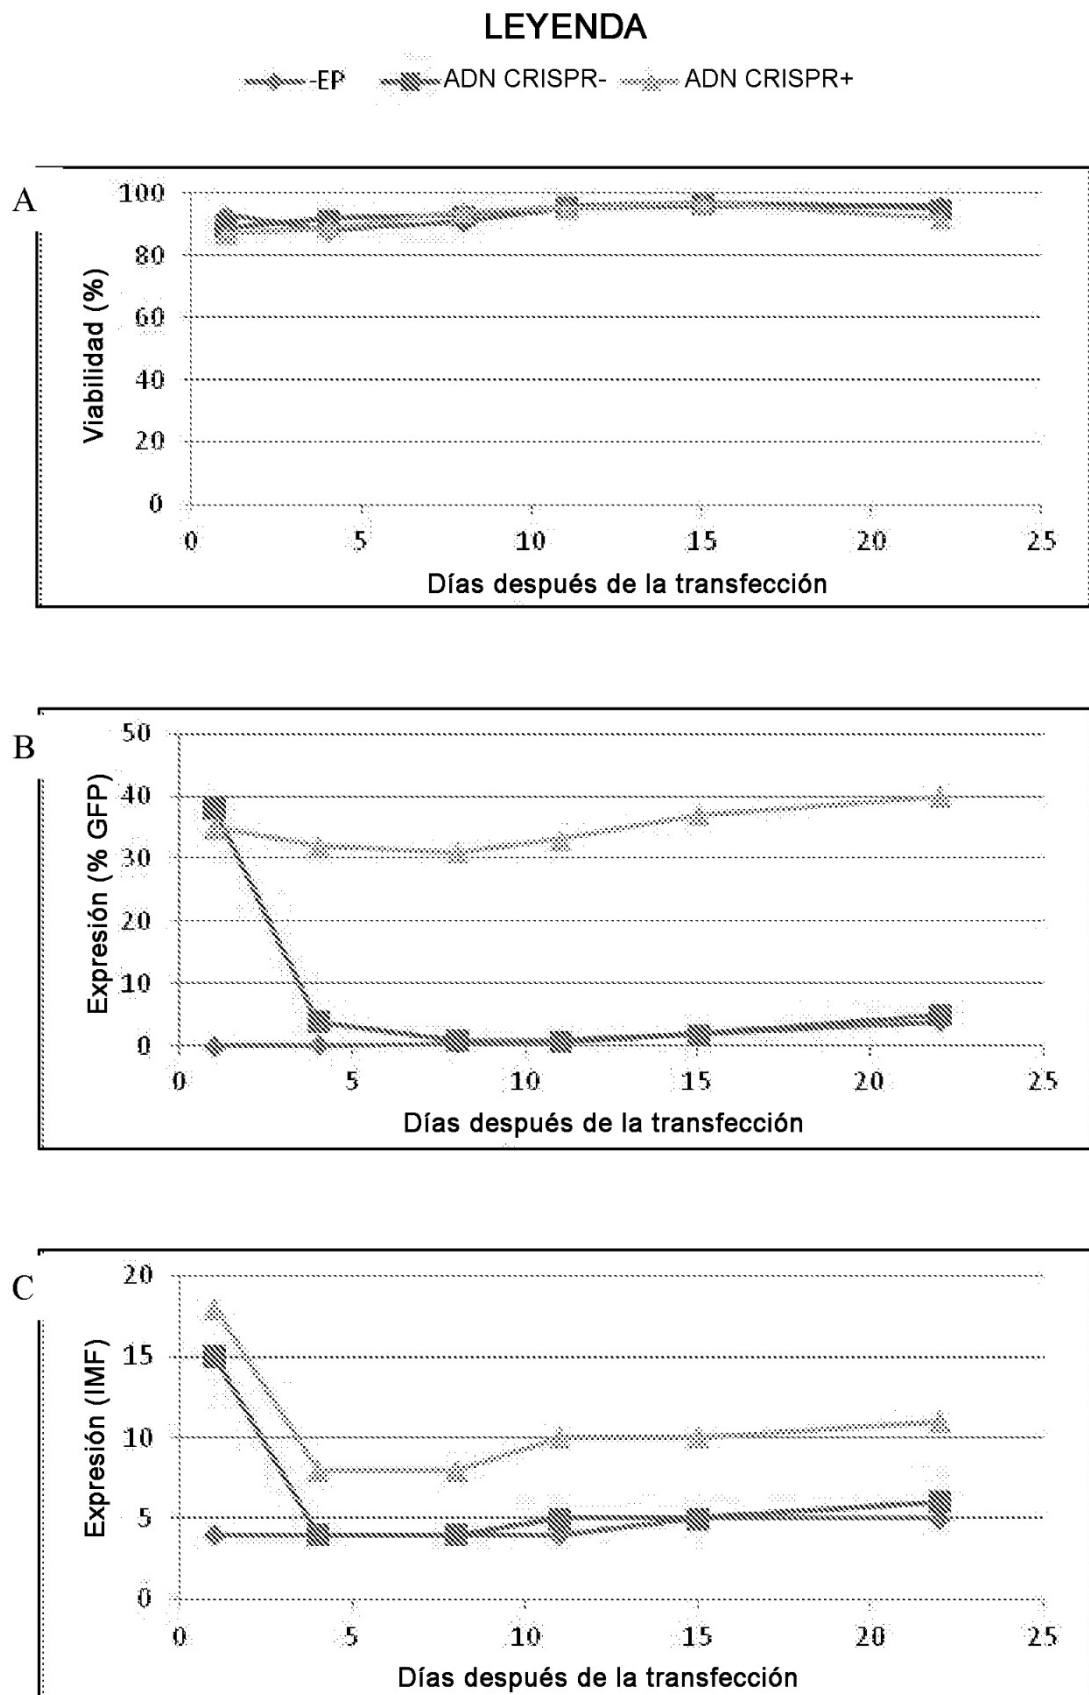 LEYENDA
-EP ADN CRISPR- ADN CRISPR+
A
100
80
60
40
20
0
Viabilidad (%)
0 5 10 15 20 25
Días después de la transfección
B
50
40
30
20
10
0
Expresión (% GFP)
0 5 10 15 20 25
Días después de la transfección
C
20
15
10
5
0
Expresión (IMF)
0 5 10 15 20 25
Días después de la transfección